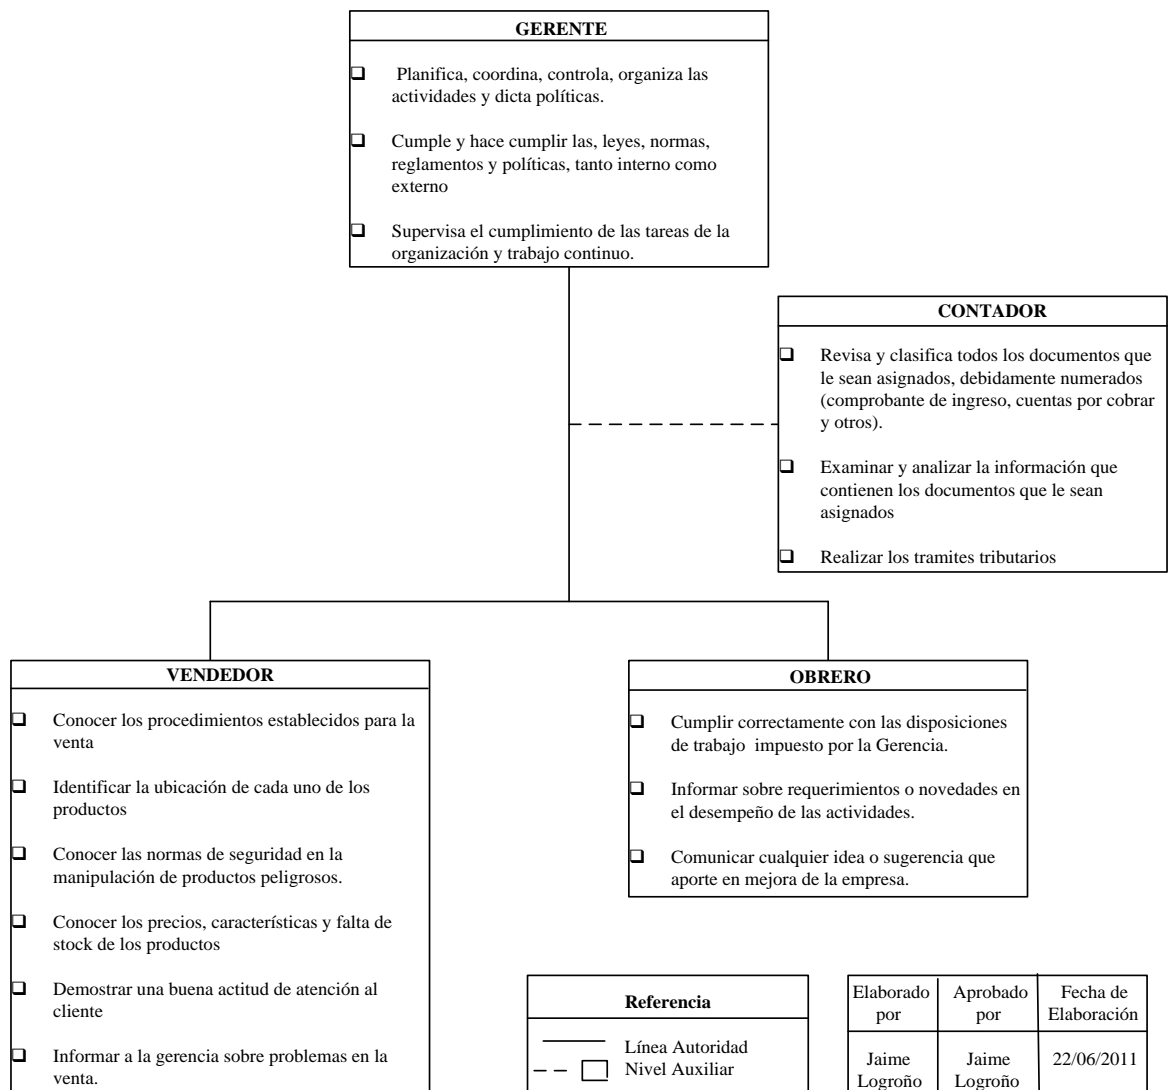 GERENTE
Planifica, coordina, controla, organiza las
actividades y dicta políticas.
Cumple y hace cumplir las, leyes, normas,
reglamentos y políticas, tanto interno como
externo
Supervisa el cumplimiento de las tareas de la
organización y trabajo continuo.
CONTADOR
Revisa y clasifica todos los documentos que
le sean asignados, debidamente numerados
(comprobante de ingreso, cuentas por cobrar
y otros).
Examinar y analizar la información que
contienen los documentos que le sean
asignados
Realizar los tramites tributarios
VENDEDOR
Conocer los procedimientos establecidos para la
venta
Identificar la ubicación de cada uno de los
productos
Conocer las normas de seguridad en la
manipulación de productos peligrosos.
Conocer los precios, características y falta de
stock de los productos
Demostrar una buena actitud de atención al
cliente
Informar a la gerencia sobre problemas en la
venta.
OBRERO
Cumplir correctamente con las disposiciones
de trabajo impuesto por la Gerencia.
Informar sobre requerimientos o novedades en
el desempeño de las actividades.
Comunicar cualquier idea o sugerencia que
aporte en mejora de la empresa.
Referencia
Línea Autoridad
Nivel Auxiliar
Elaborado por
Aprobado por
Fecha de Elaboración
Jaime Logroño
Jaime Logroño
22/06/2011